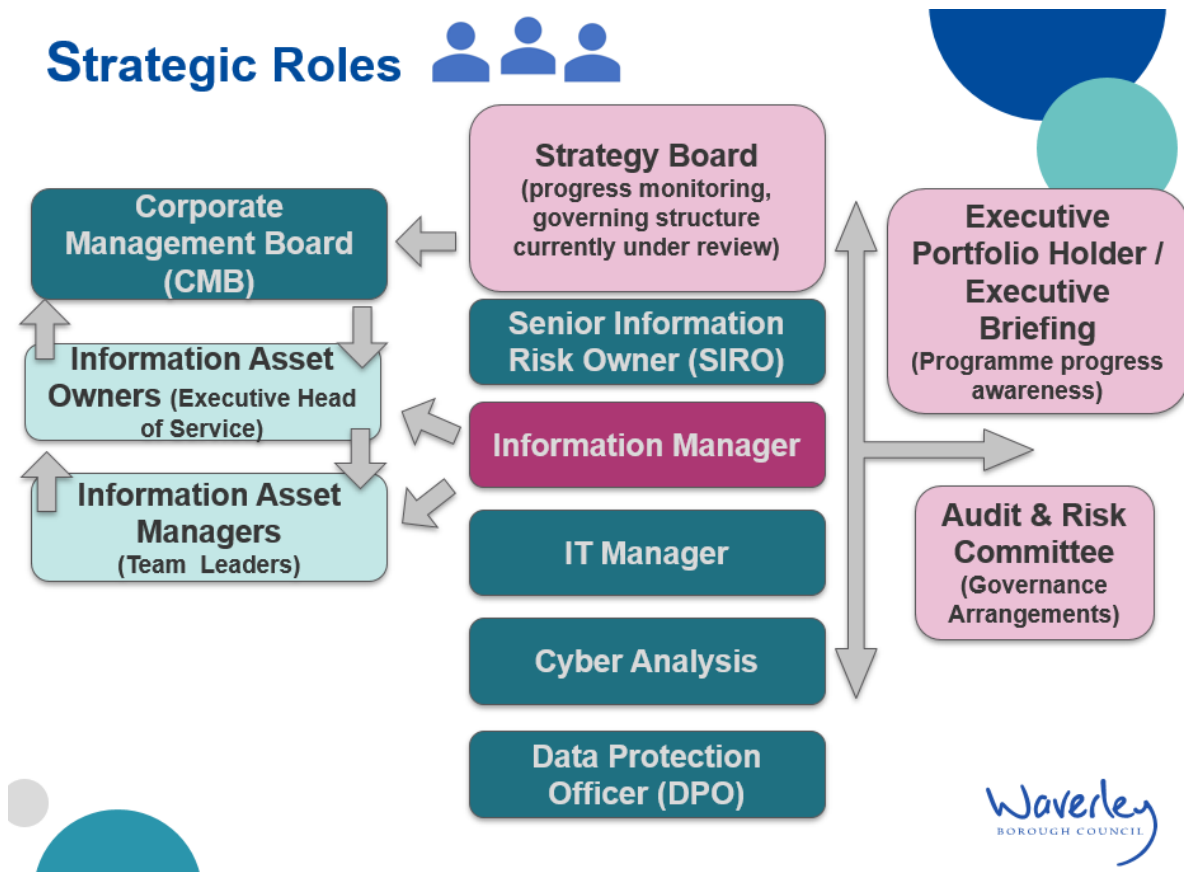 Strategic Roles
Strategy Board
(progress monitoring,
governing structure
currently under review)
Corporate
Management Board
(CMB)
Executive
Portfolio Holder /
Executive
Briefing
(Programme progress
awareness)
Senior Information
Risk Owner (SIRO)
Information Asset
Owners (Executive Head
of Service)
Information Manager
Information Asset
Managers
(Team Leaders)
IT Manager
Audit & Risk
Committee
(Governance
Arrangements)
Cyber Analysis
Data Protection
Officer (DPO)
Waverley
BOROUGH COUNCIL